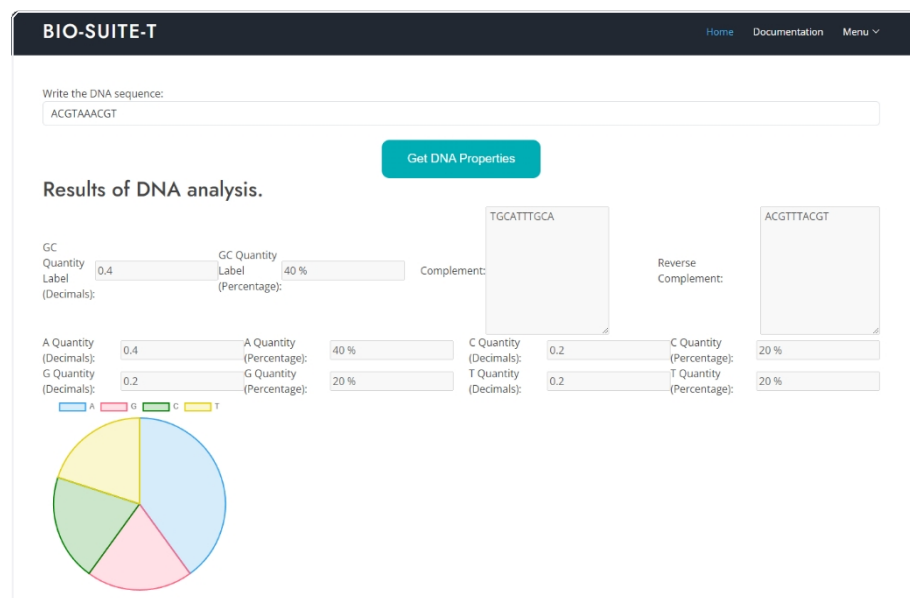 BIO-SUITE-T
Home Documentation Menu
Write the DNA sequence:
ACGTAAACGT
Get DNA Properties
Results of DNA analysis.
GC Quantity Label (Decimals): 0.4
GC Quantity Label (Percentage): 40 %
Complement: TGCATTTGCA
Reverse Complement: ACGTTTACGT
A Quantity (Decimals): 0.4
A Quantity (Percentage): 40 %
C Quantity (Decimals): 0.2
C Quantity (Percentage): 20 %
G Quantity (Decimals): 0.2
G Quantity (Percentage): 20 %
T Quantity (Decimals): 0.2
T Quantity (Percentage): 20 %
A G C T